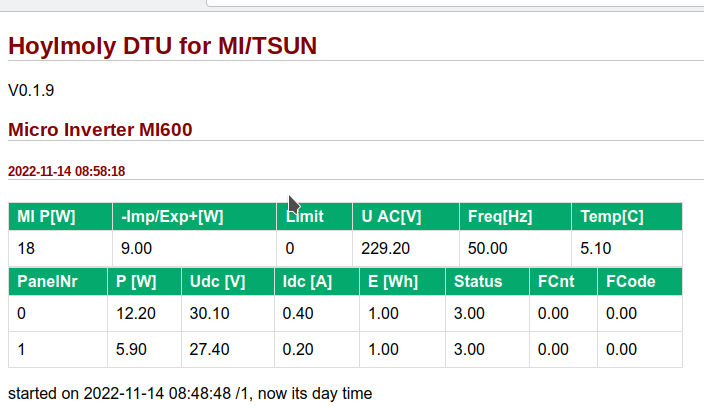 Hoylmoly DTU for MI/TSUN
V0.1.9
Micro Inverter MI600
2022-11-14 08:58:18
MI P[W] -Imp/Exp+[W] Limit U AC[V] Freq[Hz] Temp[C]
18 9.00 0 229.20 50.00 5.10
PanelNr P [W] Udc [V] Idc [A] E [Wh] Status FCnt FCode
0 12.20 30.10 0.40 1.00 3.00 0.00 0.00
1 5.90 27.40 0.20 1.00 3.00 0.00 0.00
started on 2022-11-14 08:48:48 /1, now its day time